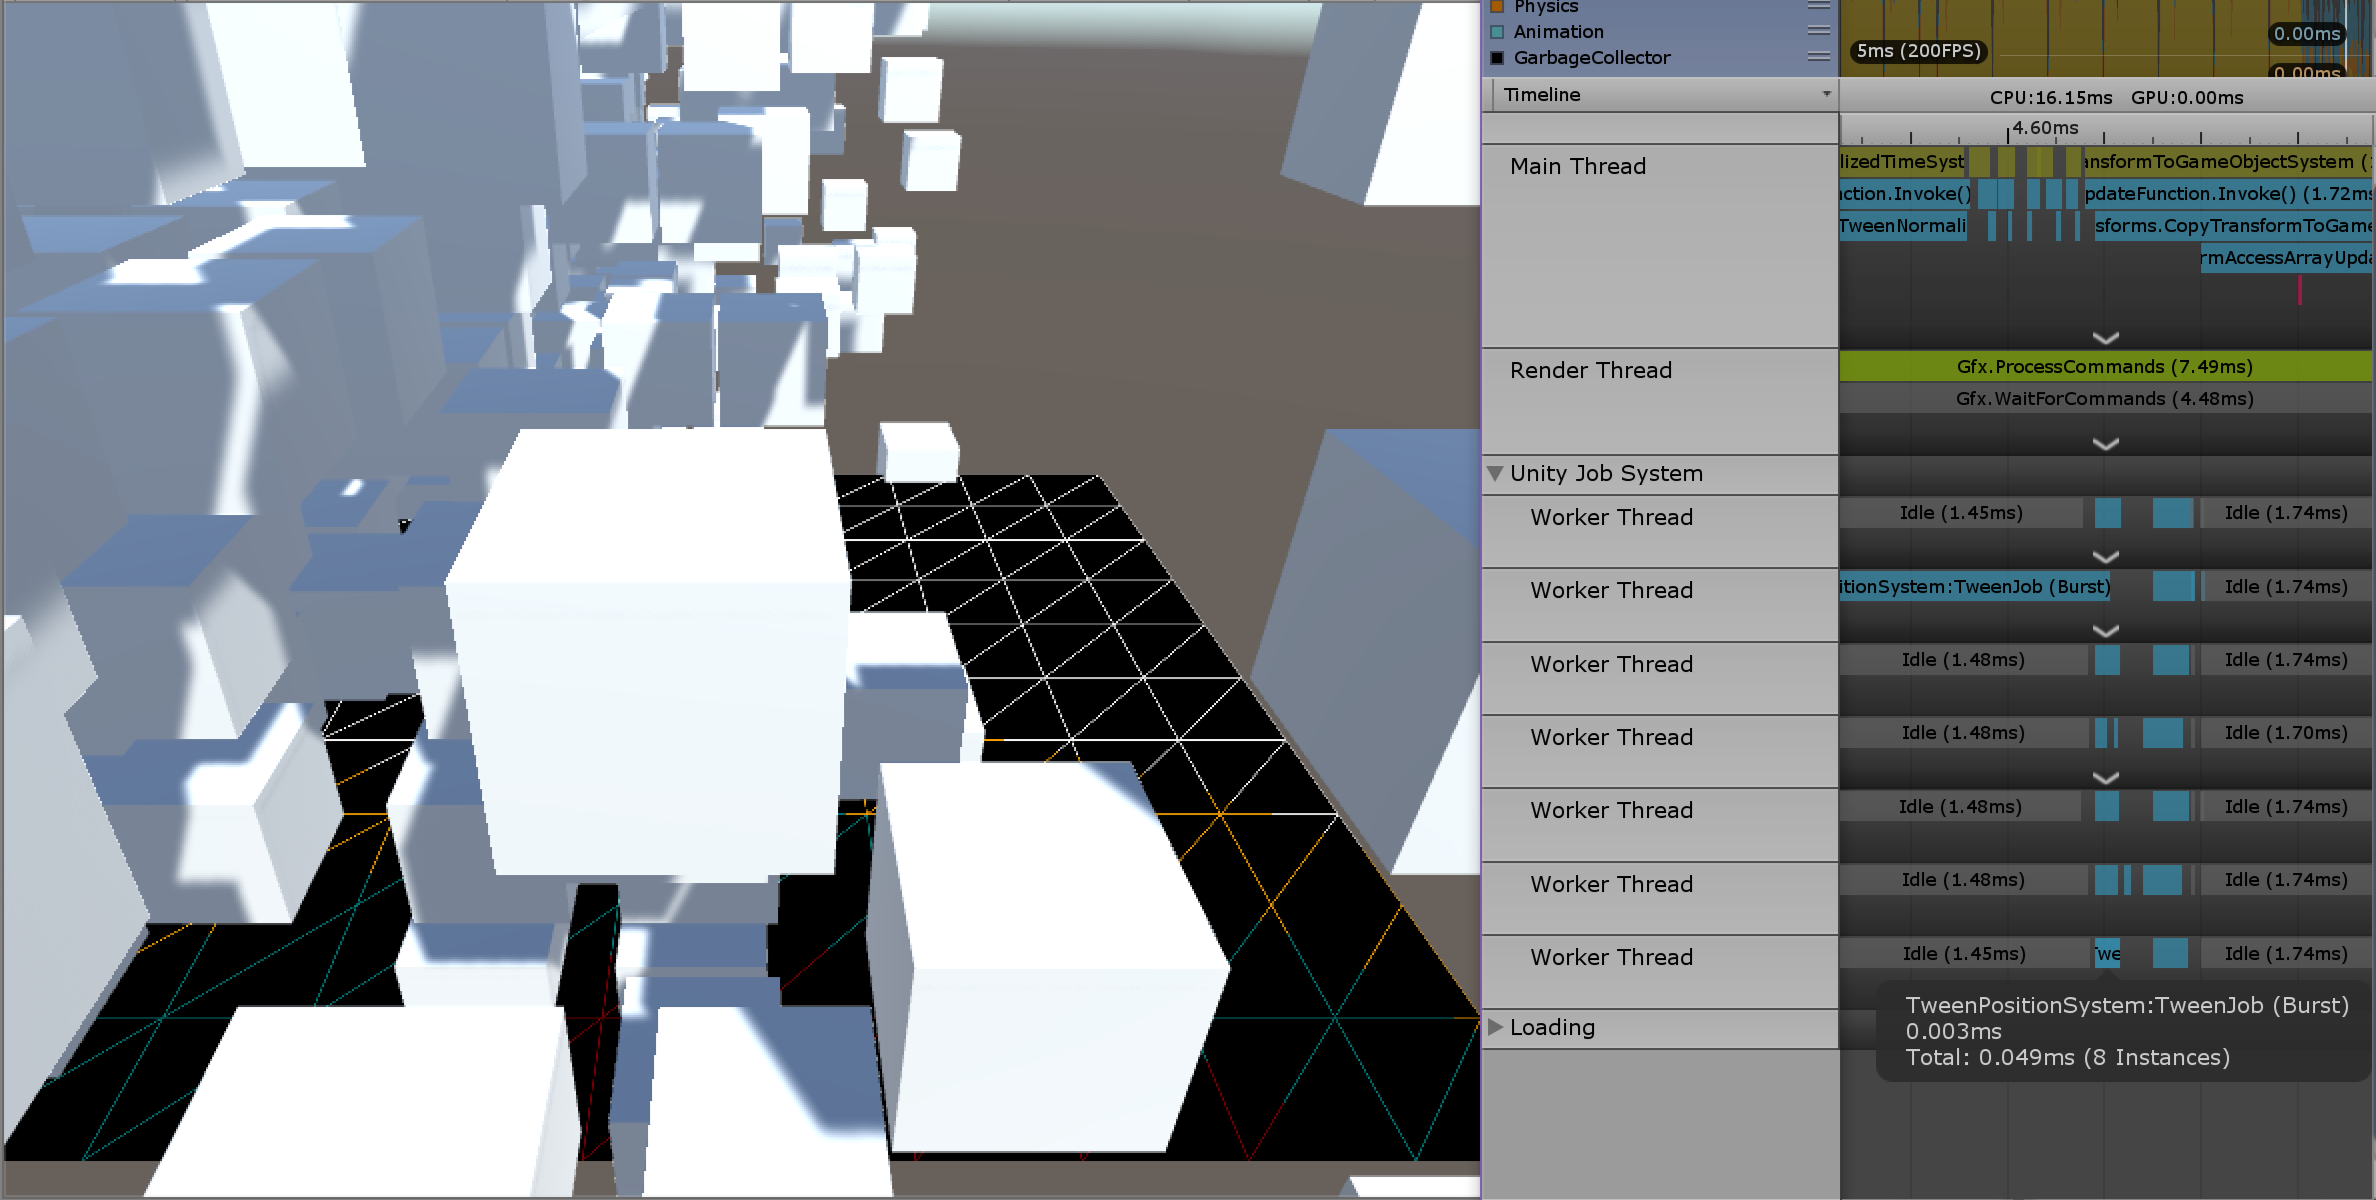 Physics
Animation
GarbageCollector
5ms (200FPS)
0.00ms
0.00ms
Timeline
CPU:16.15ms GPU:0.00ms
4.60ms
Main Thread
lizedTimeSyst
ansformToGameObjectSystem (
ction.Invoke()
pdateFunction.Invoke() (1.72ms
TweenNormali
sforms.CopyTransformToGame
rmAccessArrayUpda
Render Thread
Gfx.ProcessCommands (7.49ms)
Gfx.WaitForCommands (4.48ms)
Unity Job System
Worker Thread
Idle (1.45ms)
Idle (1.74ms)
Worker Thread
itionSystem:TweenJob (Burst)
Idle (1.74ms)
Worker Thread
Idle (1.48ms)
Idle (1.74ms)
Worker Thread
Idle (1.48ms)
Idle (1.70ms)
Worker Thread
Idle (1.48ms)
Idle (1.74ms)
Worker Thread
Idle (1.48ms)
Idle (1.74ms)
Worker Thread
Idle (1.45ms)
Twe
Idle (1.74ms)
Loading
TweenPositionSystem:TweenJob (Burst)
0.003ms
Total: 0.049ms (8 Instances)